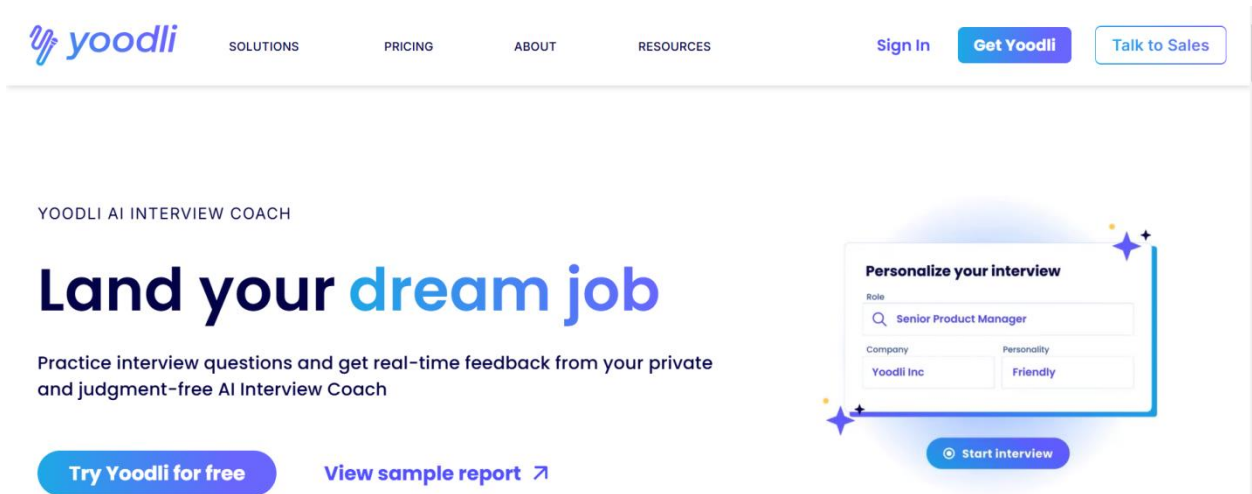 yoodli
SOLUTIONS PRICING ABOUT RESOURCES Sign In Get Yoodli Talk to Sales
YOODLI AI INTERVIEW COACH
Land your dream job
Practice interview questions and get real-time feedback from your private
and judgment-free AI Interview Coach
Try Yoodli for free View sample report
Personalize your interview
Role
Senior Product Manager
Company Personality
Yoodli Inc Friendly
Start interview